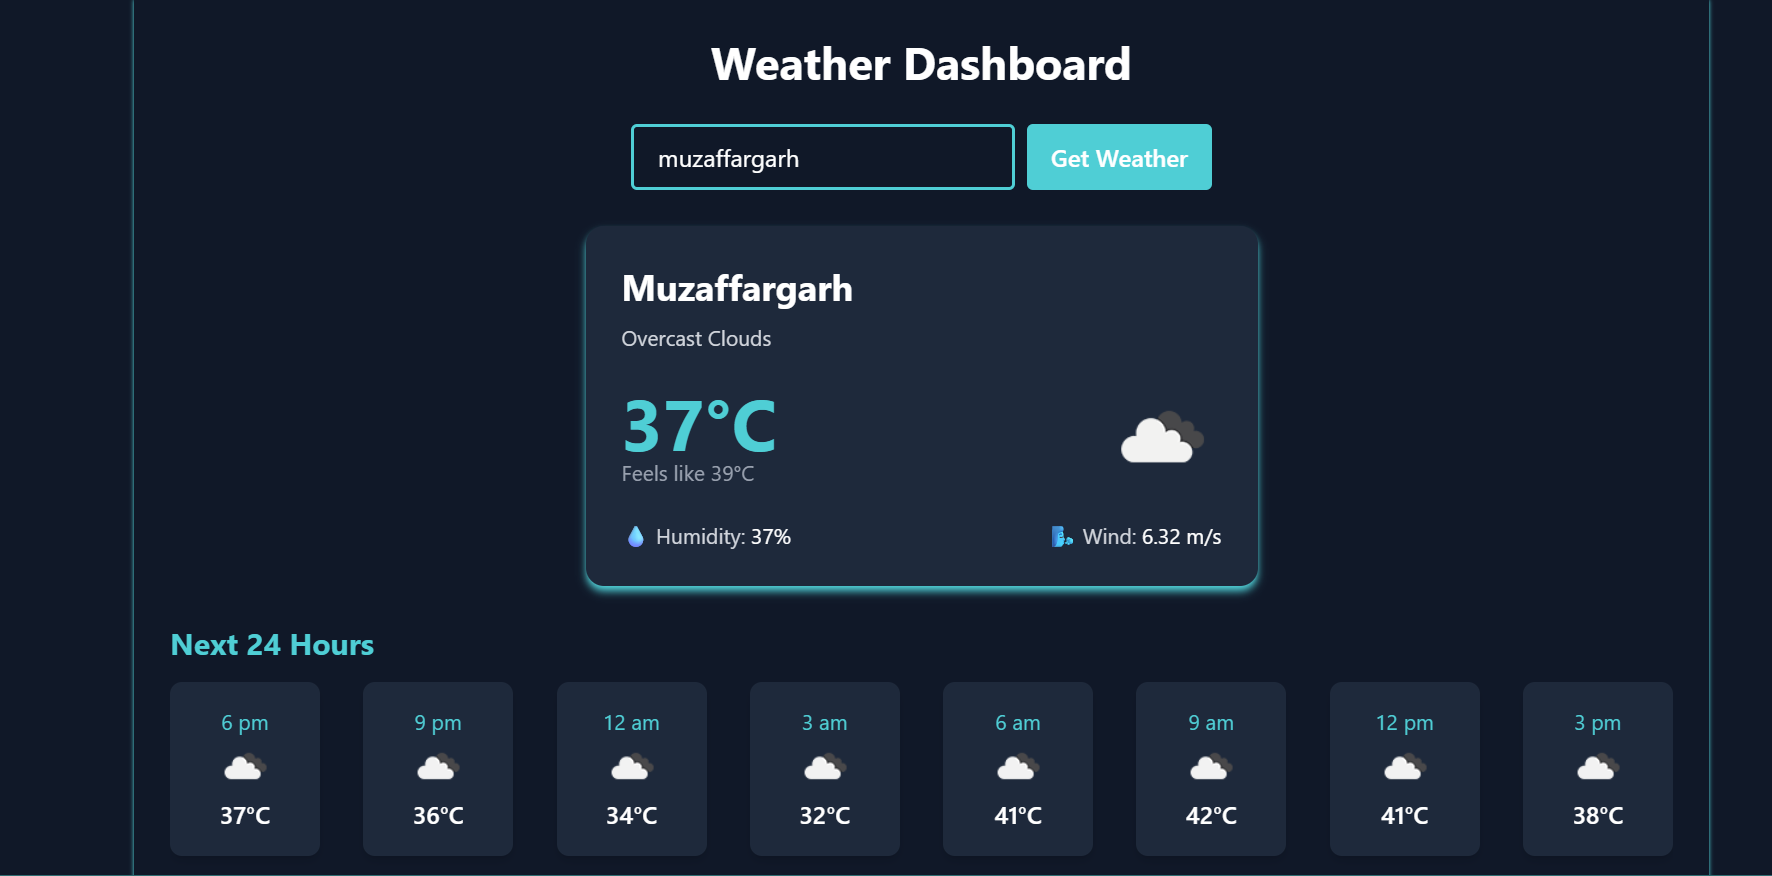 Weather Dashboard
muzaffargarh
Get Weather
Muzaffargarh
Overcast Clouds
37°C
Feels like 39°C
Humidity: 37%
Wind: 6.32 m/s
Next 24 Hours
6 pm
37°C
9 pm
36°C
12 am
34°C
3 am
32°C
6 am
41°C
9 am
42°C
12 pm
41°C
3 pm
38°C